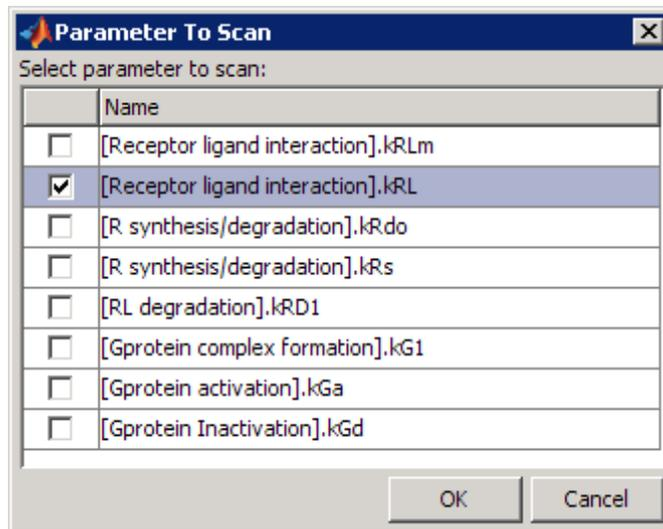 Parameter To Scan
Select parameter to scan:
Name
[Receptor ligand interaction].kRLm
[Receptor ligand interaction].kRL
[R synthesis/degradation].kRdo
[R synthesis/degradation].kRs
[RL degradation].kRD1
[Gprotein complex formation].kG1
[Gprotein activation].kGa
[Gprotein Inactivation].kGd
OK Cancel